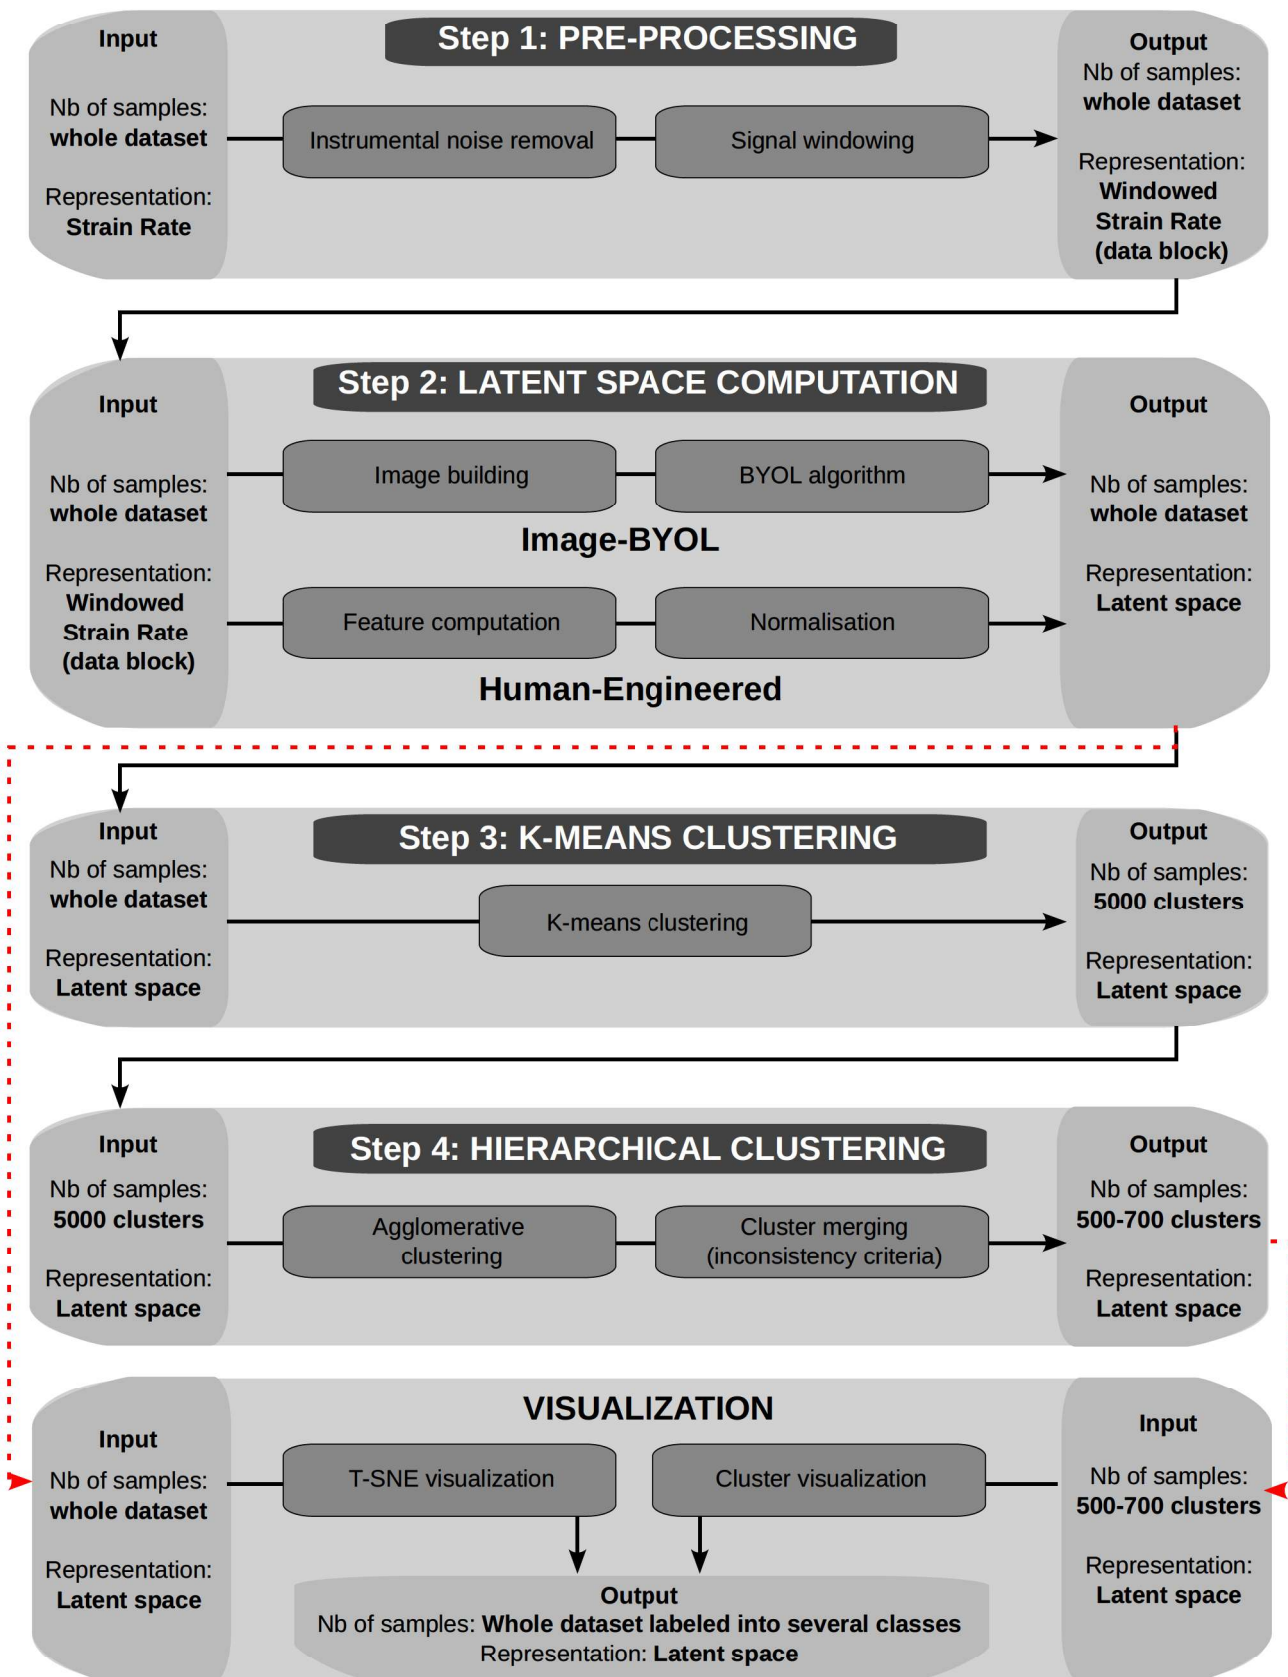 Step 1: PRE-PROCESSING
Input
Nb of samples:
whole dataset
Representation:
Strain Rate
Instrumental noise removal
Signal windowing
Output
Nb of samples:
whole dataset
Representation:
Windowed
Strain Rate
(data block)
Step 2: LATENT SPACE COMPUTATION
Input
Nb of samples:
whole dataset
Representation:
Windowed
Strain Rate
(data block)
Image building
BYOL algorithm
Image-BYOL
Feature computation
Normalisation
Human-Engineered
Output
Nb of samples:
whole dataset
Representation:
Latent space
Step 3: K-MEANS CLUSTERING
Input
Nb of samples:
whole dataset
Representation:
Latent space
K-means clustering
Output
Nb of samples:
5000 clusters
Representation:
Latent space
Step 4: HIERARCHICAL CLUSTERING
Input
Nb of samples:
5000 clusters
Representation:
Latent space
Agglomerative
clustering
Cluster merging
(inconsistency criteria)
Output
Nb of samples:
500-700 clusters
Representation:
Latent space
VISUALIZATION
Input
Nb of samples:
whole dataset
Representation:
Latent space
T-SNE visualization
Cluster visualization
Input
Nb of samples:
500-700 clusters
Representation:
Latent space
Output
Nb of samples: Whole dataset labeled into several classes
Representation: Latent space